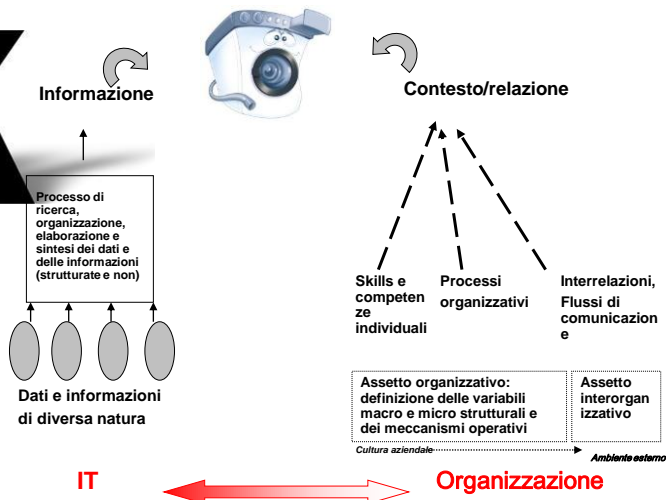 Informazione
Contesto/relazione
Processo di
ricerca,
organizzazione,
elaborazione e
sintesi dei dati e
delle informazioni
(strutturate e non)
Skills e
competen
ze
individuali
Processi
organizzativi
Interrelazioni,
Flussi di
comunicazion
e
Dati e informazioni
di diversa natura
Assetto organizzativo:
definizione delle variabili
macro e micro strutturali e
dei meccanismi operativi
Assetto
interorgan
izzativo
Cultura aziendale
Ambiente esterno
IT
Organizzazione